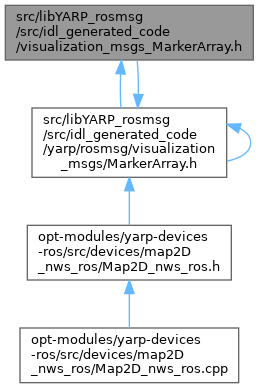 src/libYARP_rosmsg
/src/idl_generated_code
/visualization_msgs_MarkerArray.h
src/libYARP_rosmsg
/src/idl_generated_code
/yarp/rosmsg/visualization
_msgs/MarkerArray.h
opt-modules/yarp-devices
-ros/src/devices/map2D
_nws_ros/Map2D_nws_ros.h
opt-modules/yarp-devices
-ros/src/devices/map2D
_nws_ros/Map2D_nws_ros.cpp